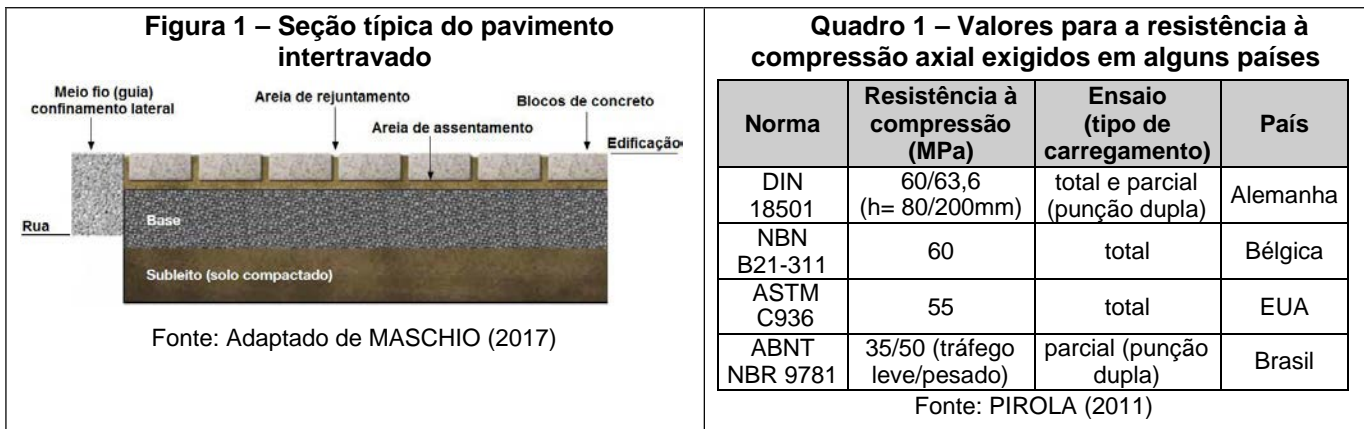 Figura 1 – Seção típica do pavimento
intertravado
Meio fio (guia)
confinamento lateral
Areia de rejuntamento
Blocos de concreto
Areia de assentamento
Edificação
Rua
Base
Subleito (solo compactado)
Fonte: Adaptado de MASCHIO (2017)
Quadro 1 – Valores para a resistência à
compressão axial exigidos em alguns países
Norma
Resistência à
compressão
(MPa)
Ensaio
(tipo de
carregamento)
País
DIN
18501
60/63,6
(h= 80/200mm)
total e parcial
(punção dupla)
Alemanha
NBN
B21-311
60
total
Bélgica
ASTM
C936
55
total
EUA
ABNT
NBR 9781
35/50 (tráfego
leve/pesado)
parcial (punção
dupla)
Brasil
Fonte: PIROLA (2011)